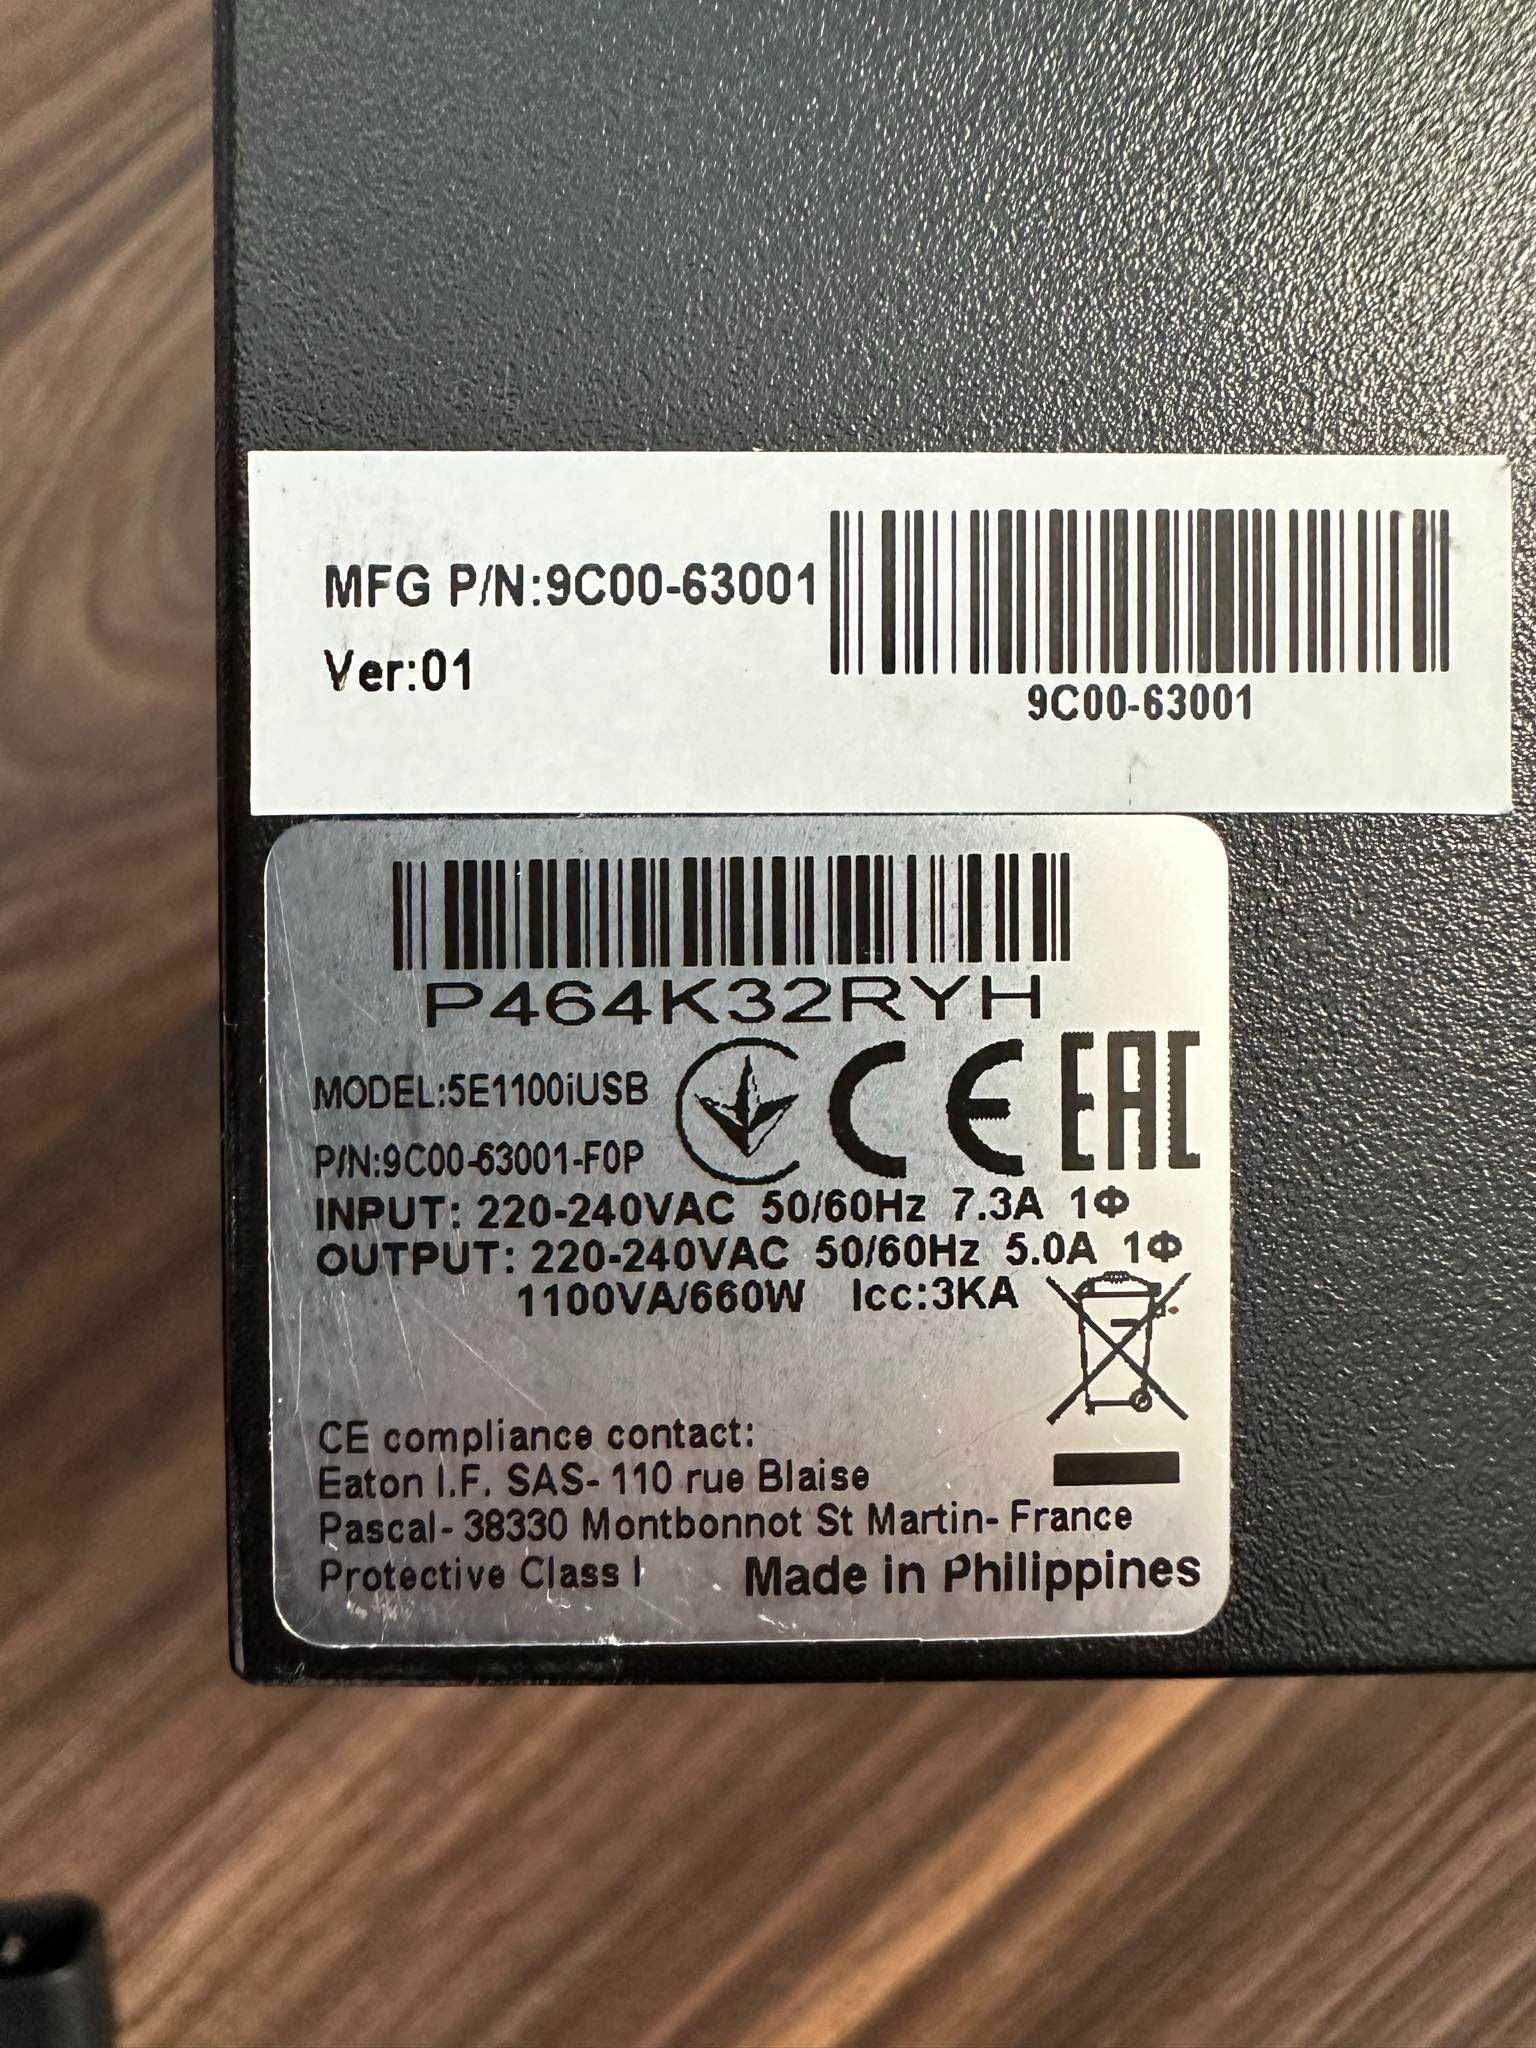 MFG P/N:9C00-63001
Ver:01
9C00-63001
P464K32RYH
MODEL:5E1100iUSB
P/N:9C00-63001-F0P
CE EAC
INPUT: 220-240VAC 50/60Hz 7.3A 1Φ
OUTPUT: 220-240VAC 50/60Hz 5.0A 1Φ
1100VA/660W Icc:3KA
CE compliance contact:
Eaton I.F. SAS- 110 rue Blaise
Pascal- 38330 Montbonnot St Martin- France
Protective Class I
Made in Philippines